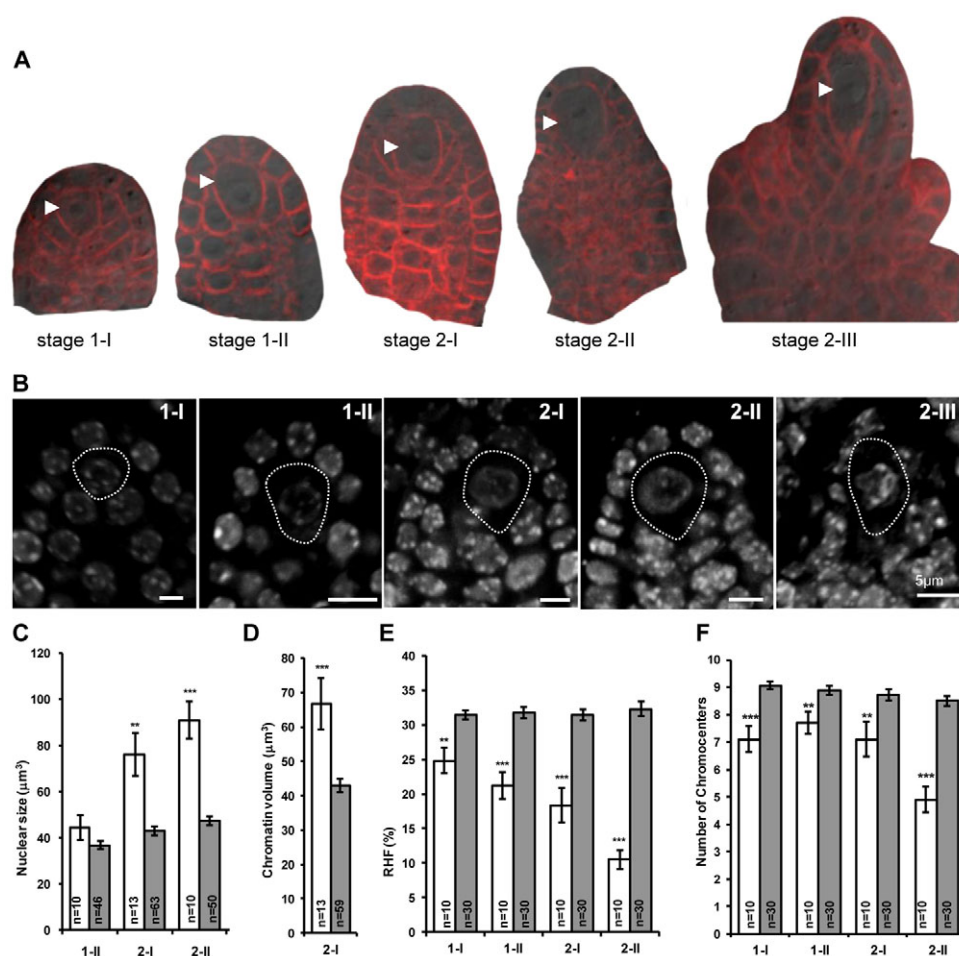 A
stage 1-I
stage 1-II
stage 2-I
stage 2-II
stage 2-III
B
1-I
1-II
2-I
2-II
2-III
5µm
C
Nuclear size (µm³)
120
100
80
60
40
20
0
**
***
n=10
n=46
n=13
n=63
n=10
n=50
1-II
2-I
2-II
D
Chromatin volume (µm³)
80
70
60
50
40
30
20
10
0
***
n=13
n=59
2-I
E
RHF (%)
40
35
30
25
20
15
10
5
0
**
***
***
***
n=10
n=30
n=10
n=30
n=10
n=30
n=10
n=30
1-I
1-II
2-I
2-II
F
Number of Chromocenters
10
9
8
7
6
5
4
3
2
1
0
***
**
**
***
n=10
n=30
n=10
n=30
n=10
n=30
n=10
n=30
1-I
1-II
2-I
2-II